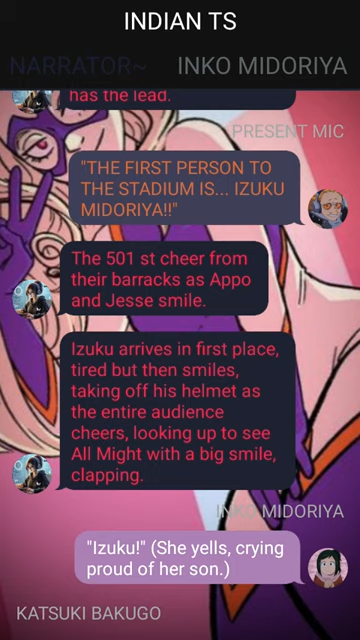 INDIAN TS
NARRATOR~ INKO MIDORIYA
has the lead.
PRESENT MIC
"THE FIRST PERSON TO
THE STADIUM IS... IZUKU
MIDORIYA!!"
The 501 st cheer from
their barracks as Appo
and Jesse smile.
Izuku arrives in first place,
tired but then smiles,
taking off his helmet as
the entire audience
cheers, looking up to see
All Might with a big smile,
clapping.
INKO MIDORIYA
"Izuku!" (She yells, crying
proud of her son.)
KATSUKI BAKUGO